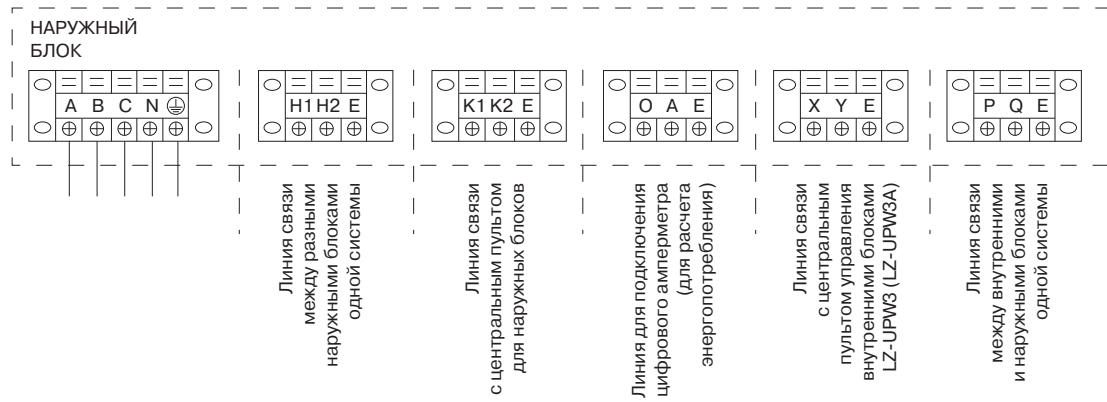 НАРУЖНЫЙ
БЛОК
A B C N
H1 H2 E
K1 K2 E
O A E
X Y E
P Q E
Линия связи
между разными
наружными блоками
одной системы
Линия связи
с центральным пультом
для наружных блоков
Линия для подключения
цифрового амперметра
(для расчета
энергопотребления)
Линия связи
с центральным
пультом управления
внутренними блоками
LZ-UPW3 (LZ-UPW3A)
Линия связи
между внутренними
и наружными блоками
одной системы